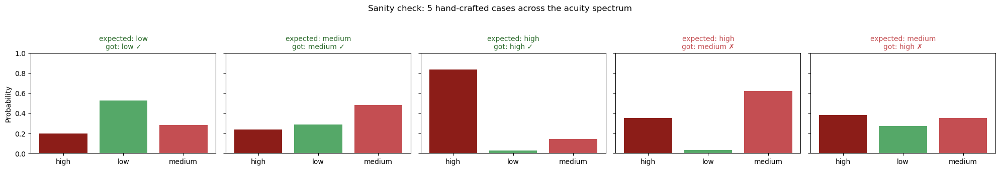 Sanity check: 5 hand-crafted cases across the acuity spectrum
expected: low
got: low ✓
expected: medium
got: medium ✓
expected: high
got: high ✓
expected: high
got: medium ✗
expected: medium
got: high ✗
Probability
1.0
0.8
0.6
0.4
0.2
0.0
high low medium
high low medium
high low medium
high low medium
high low medium